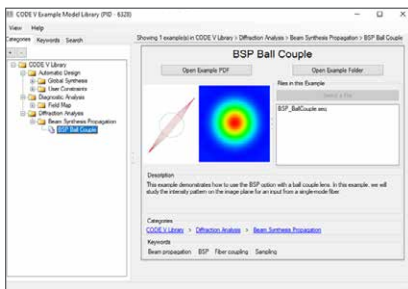 CODE V Example Model Library (PID - 6328)
View Help
Categories Keywords Search
Showing 1 example(s) in CODE V Library > Diffraction Analysis > Beam Synthesis Propagation > BSP Ball Couple
CODE V Library
Automatic Design
Global Synthesis
User Constraints
Diagnostic Analysis
Field Map
Diffraction Analysis
Beam Synthesis Propagation
BSP Ball Couple
BSP Ball Couple
Open Example PDF
Open Example Folder
Files in this Example
BSP_BallCouple.seq
Description
This example demonstrates how to use the BSP option with a ball couple lens. In this example, we will
study the intensity pattern on the image plane for an input from a single-mode fiber
Categories
CODE V Library > Diffraction Analysis > Beam Synthesis Propagation
Keywords
Beam propagation BSP Fiber coupling Sampling